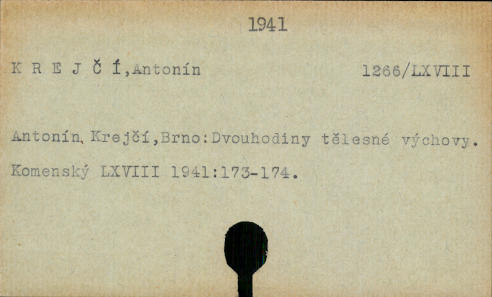 1941
K R E J Č Í,Antonín 1266/LXVIII
Antonín Krejčí,Brno:Dvouhodiny tělesné výchovy.
Komenský LXVIII 1941:173-174.